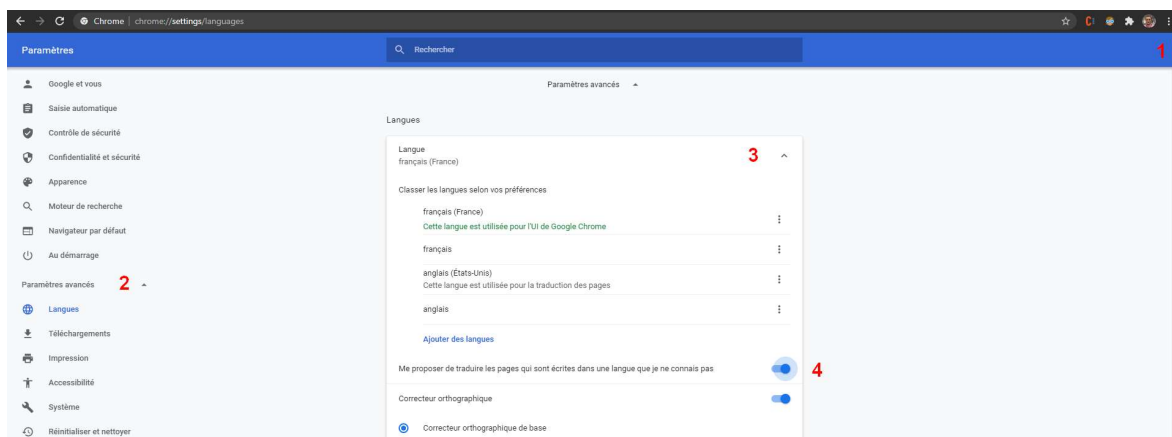 Chrome | chrome://settings/languages
Paramètres
Rechercher
1
Google et vous
Saisie automatique
Contrôle de sécurité
Confidentialité et sécurité
Apparence
Moteur de recherche
Navigateur par défaut
Au démarrage
Paramètres avancés 2
Langues
Téléchargements
Impression
Accessibilité
Système
Réinitialiser et nettoyer
Paramètres avancés
Langues
Langue
français (France)
3
Classer les langues selon vos préférences
français (France)
Cette langue est utilisée pour l'UI de Google Chrome
français
anglais (États-Unis)
Cette langue est utilisée pour la traduction des pages
anglais
Ajouter des langues
Me proposer de traduire les pages qui sont écrites dans une langue que je ne connais pas
4
Correcteur orthographique
Correcteur orthographique de base